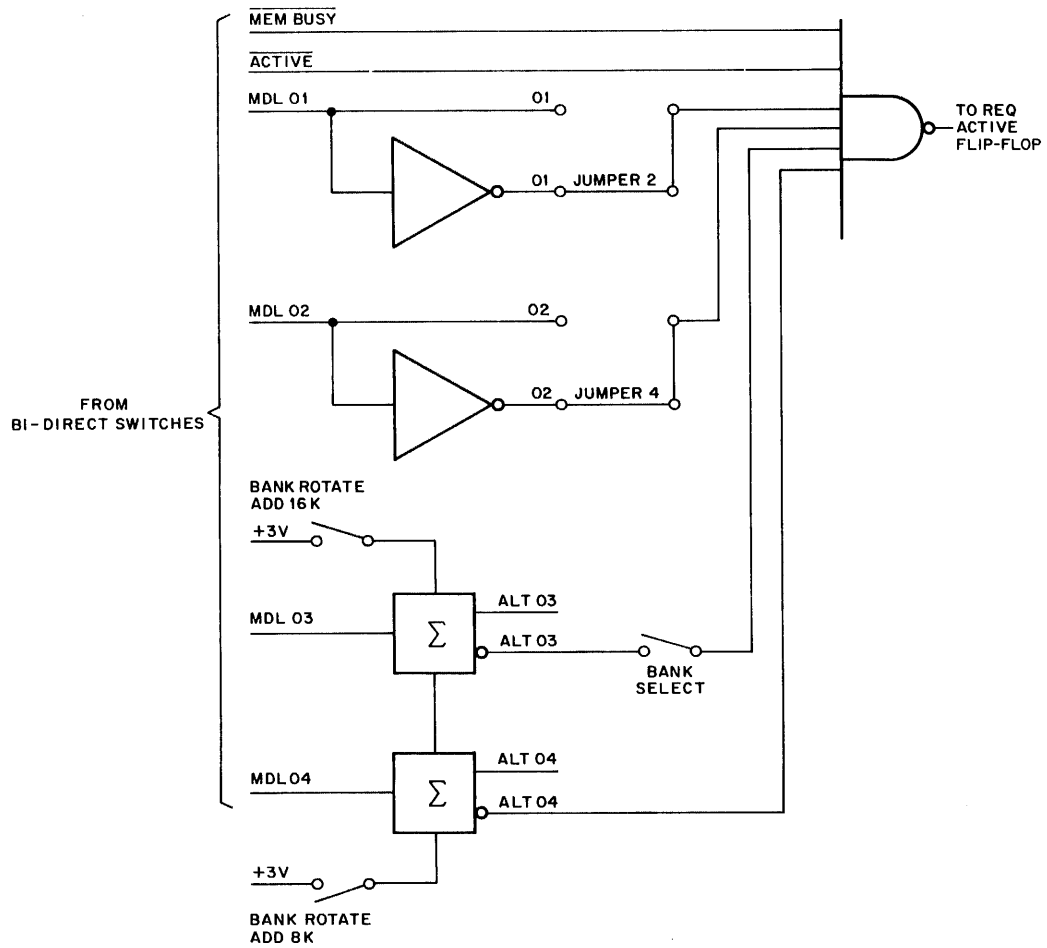 MEM BUSY
ACTIVE
MDL 01
01
TO REQ
ACTIVE
FLIP-FLOP
01
JUMPER 2
MDL 02
02
02
JUMPER 4
FROM
BI-DIRECT SWITCHES
BANK ROTATE
ADD 16K
+3V
ALT 03
MDL 03
Σ
ALT 03
BANK
SELECT
ALT 04
MDL 04
Σ
ALT 04
+3V
BANK ROTATE
ADD 8K